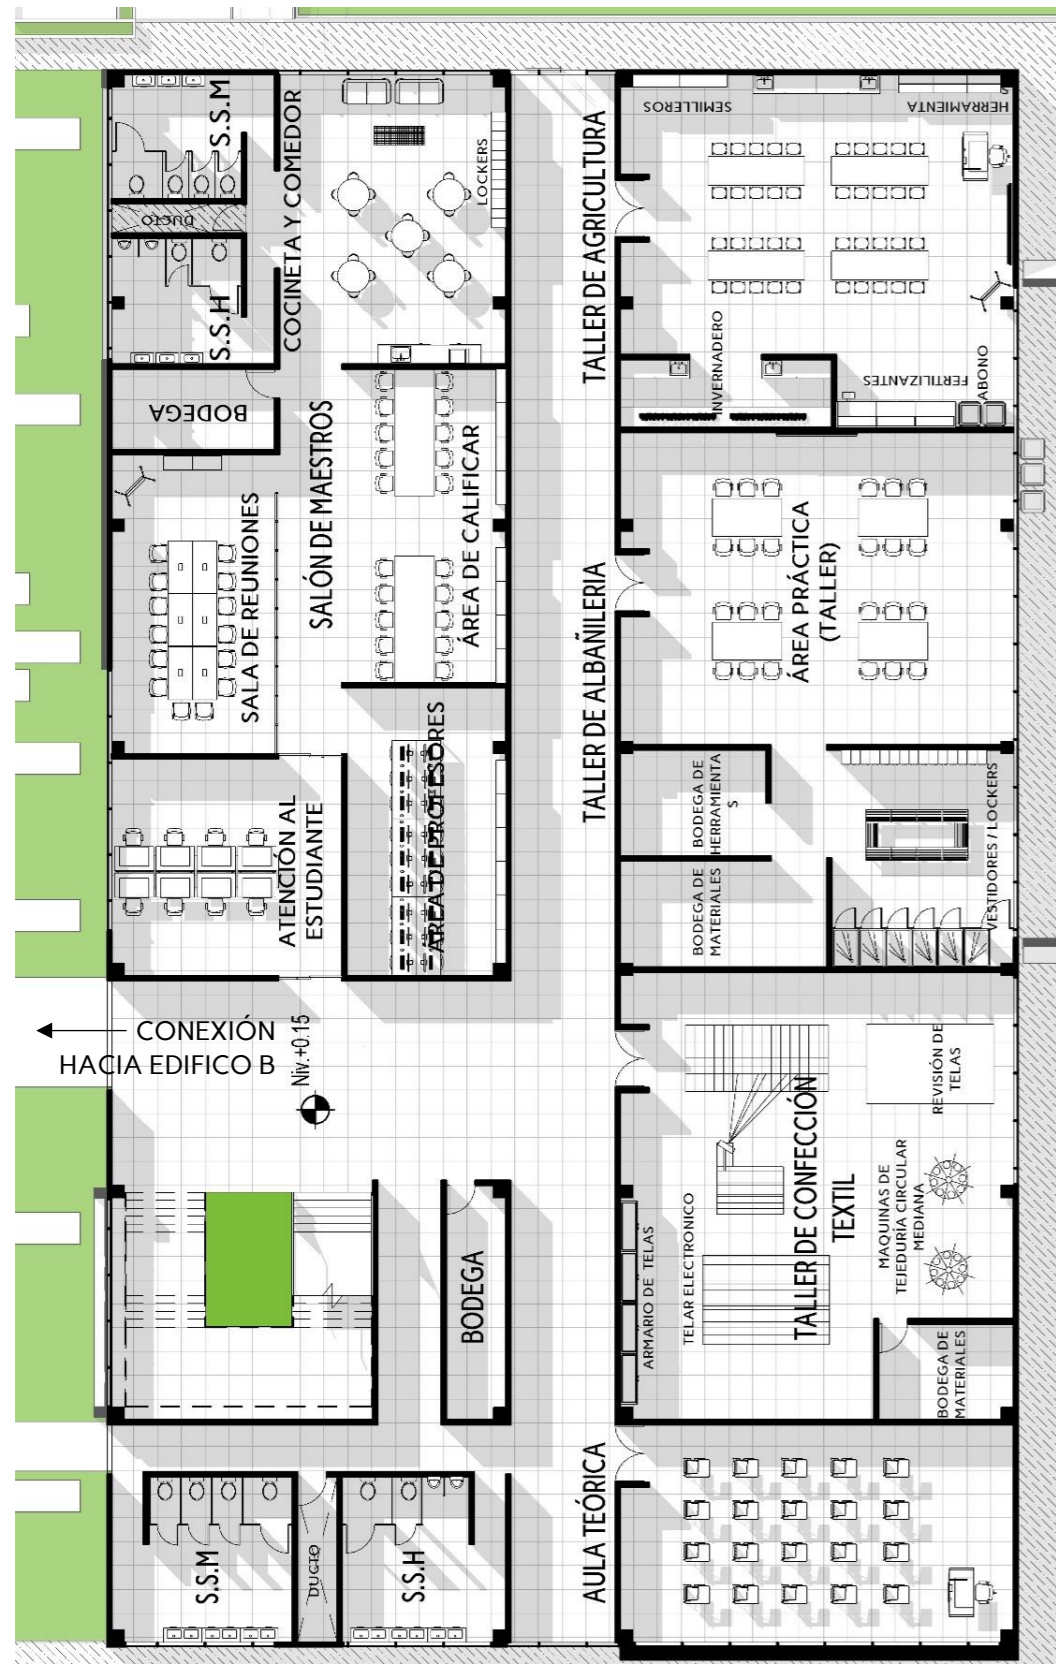 S.S.M
DUCTO
S.S.H
COCINETA Y COMEDOR
LOCKERS
BODEGA
SALÓN DE MAESTROS
ÁREA DE CALIFICAR
SALA DE REUNIONES
ATENCIÓN AL
ESTUDIANTE
ÁREA DE PROFESORES
TALLER DE AGRICULTURA
SEMILLEROS
HERRAMIENTA
INVERNADERO
FERTILIZANTES
ABONO
TALLER DE ALBAÑILERIA
ÁREA PRÁCTICA
(TALLER)
BODEGA DE
HERRAMIENTA
S
BODEGA DE
MATERIALES
VESTIDORES / LOCKERS
CONEXIÓN
HACIA EDIFICO B
Niv.+0.15
TALLER DE CONFECCIÓN
TEXTIL
REVISIÓN DE
TELAS
MAQUINAS DE
TEJEDURÍA CIRCULAR
MEDIANA
ARMARIO DE TELAS
TELAR ELECTRONICO
BODEGA DE
MATERIALES
BODEGA
AULA TEÓRICA
S.S.M
DUCTO
S.S.H